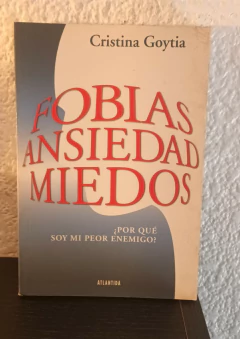 Cristina Goytia
FOBIAS
ANSIEDAD
MIEDOS
¿POR QUÉ
SOY MI PEOR ENEMIGO?
ATLANTIDA